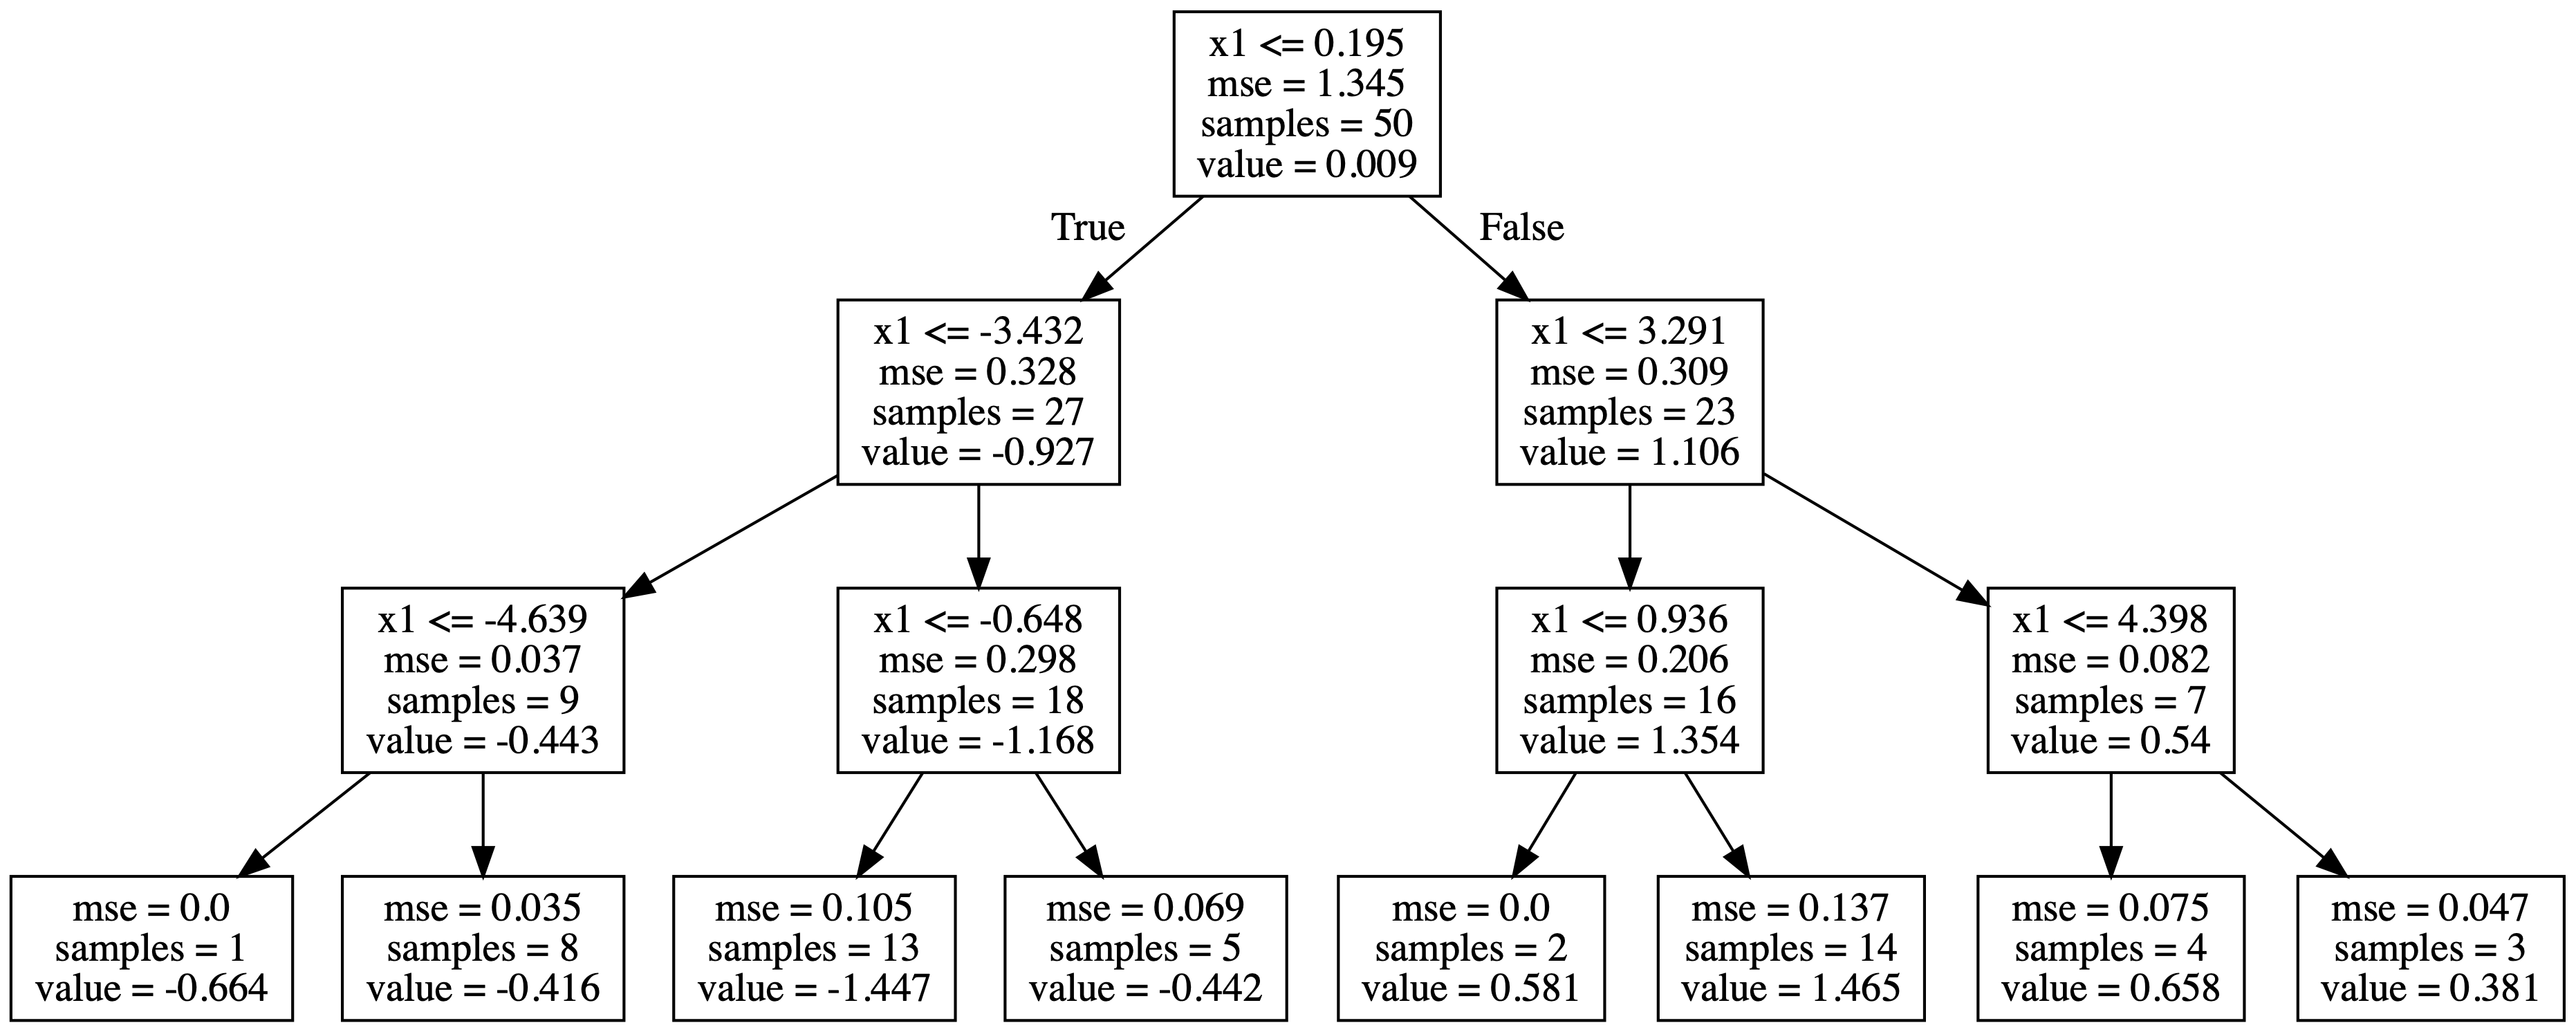 x1 <= 0.195
mse = 1.345
samples = 50
value = 0.009
True
False
x1 <= -3.432
mse = 0.328
samples = 27
value = -0.927
x1 <= 3.291
mse = 0.309
samples = 23
value = 1.106
x1 <= -4.639
mse = 0.037
samples = 9
value = -0.443
x1 <= -0.648
mse = 0.298
samples = 18
value = -1.168
x1 <= 0.936
mse = 0.206
samples = 16
value = 1.354
x1 <= 4.398
mse = 0.082
samples = 7
value = 0.54
mse = 0.0
samples = 1
value = -0.664
mse = 0.035
samples = 8
value = -0.416
mse = 0.105
samples = 13
value = -1.447
mse = 0.069
samples = 5
value = -0.442
mse = 0.0
samples = 2
value = 0.581
mse = 0.137
samples = 14
value = 1.465
mse = 0.075
samples = 4
value = 0.658
mse = 0.047
samples = 3
value = 0.381